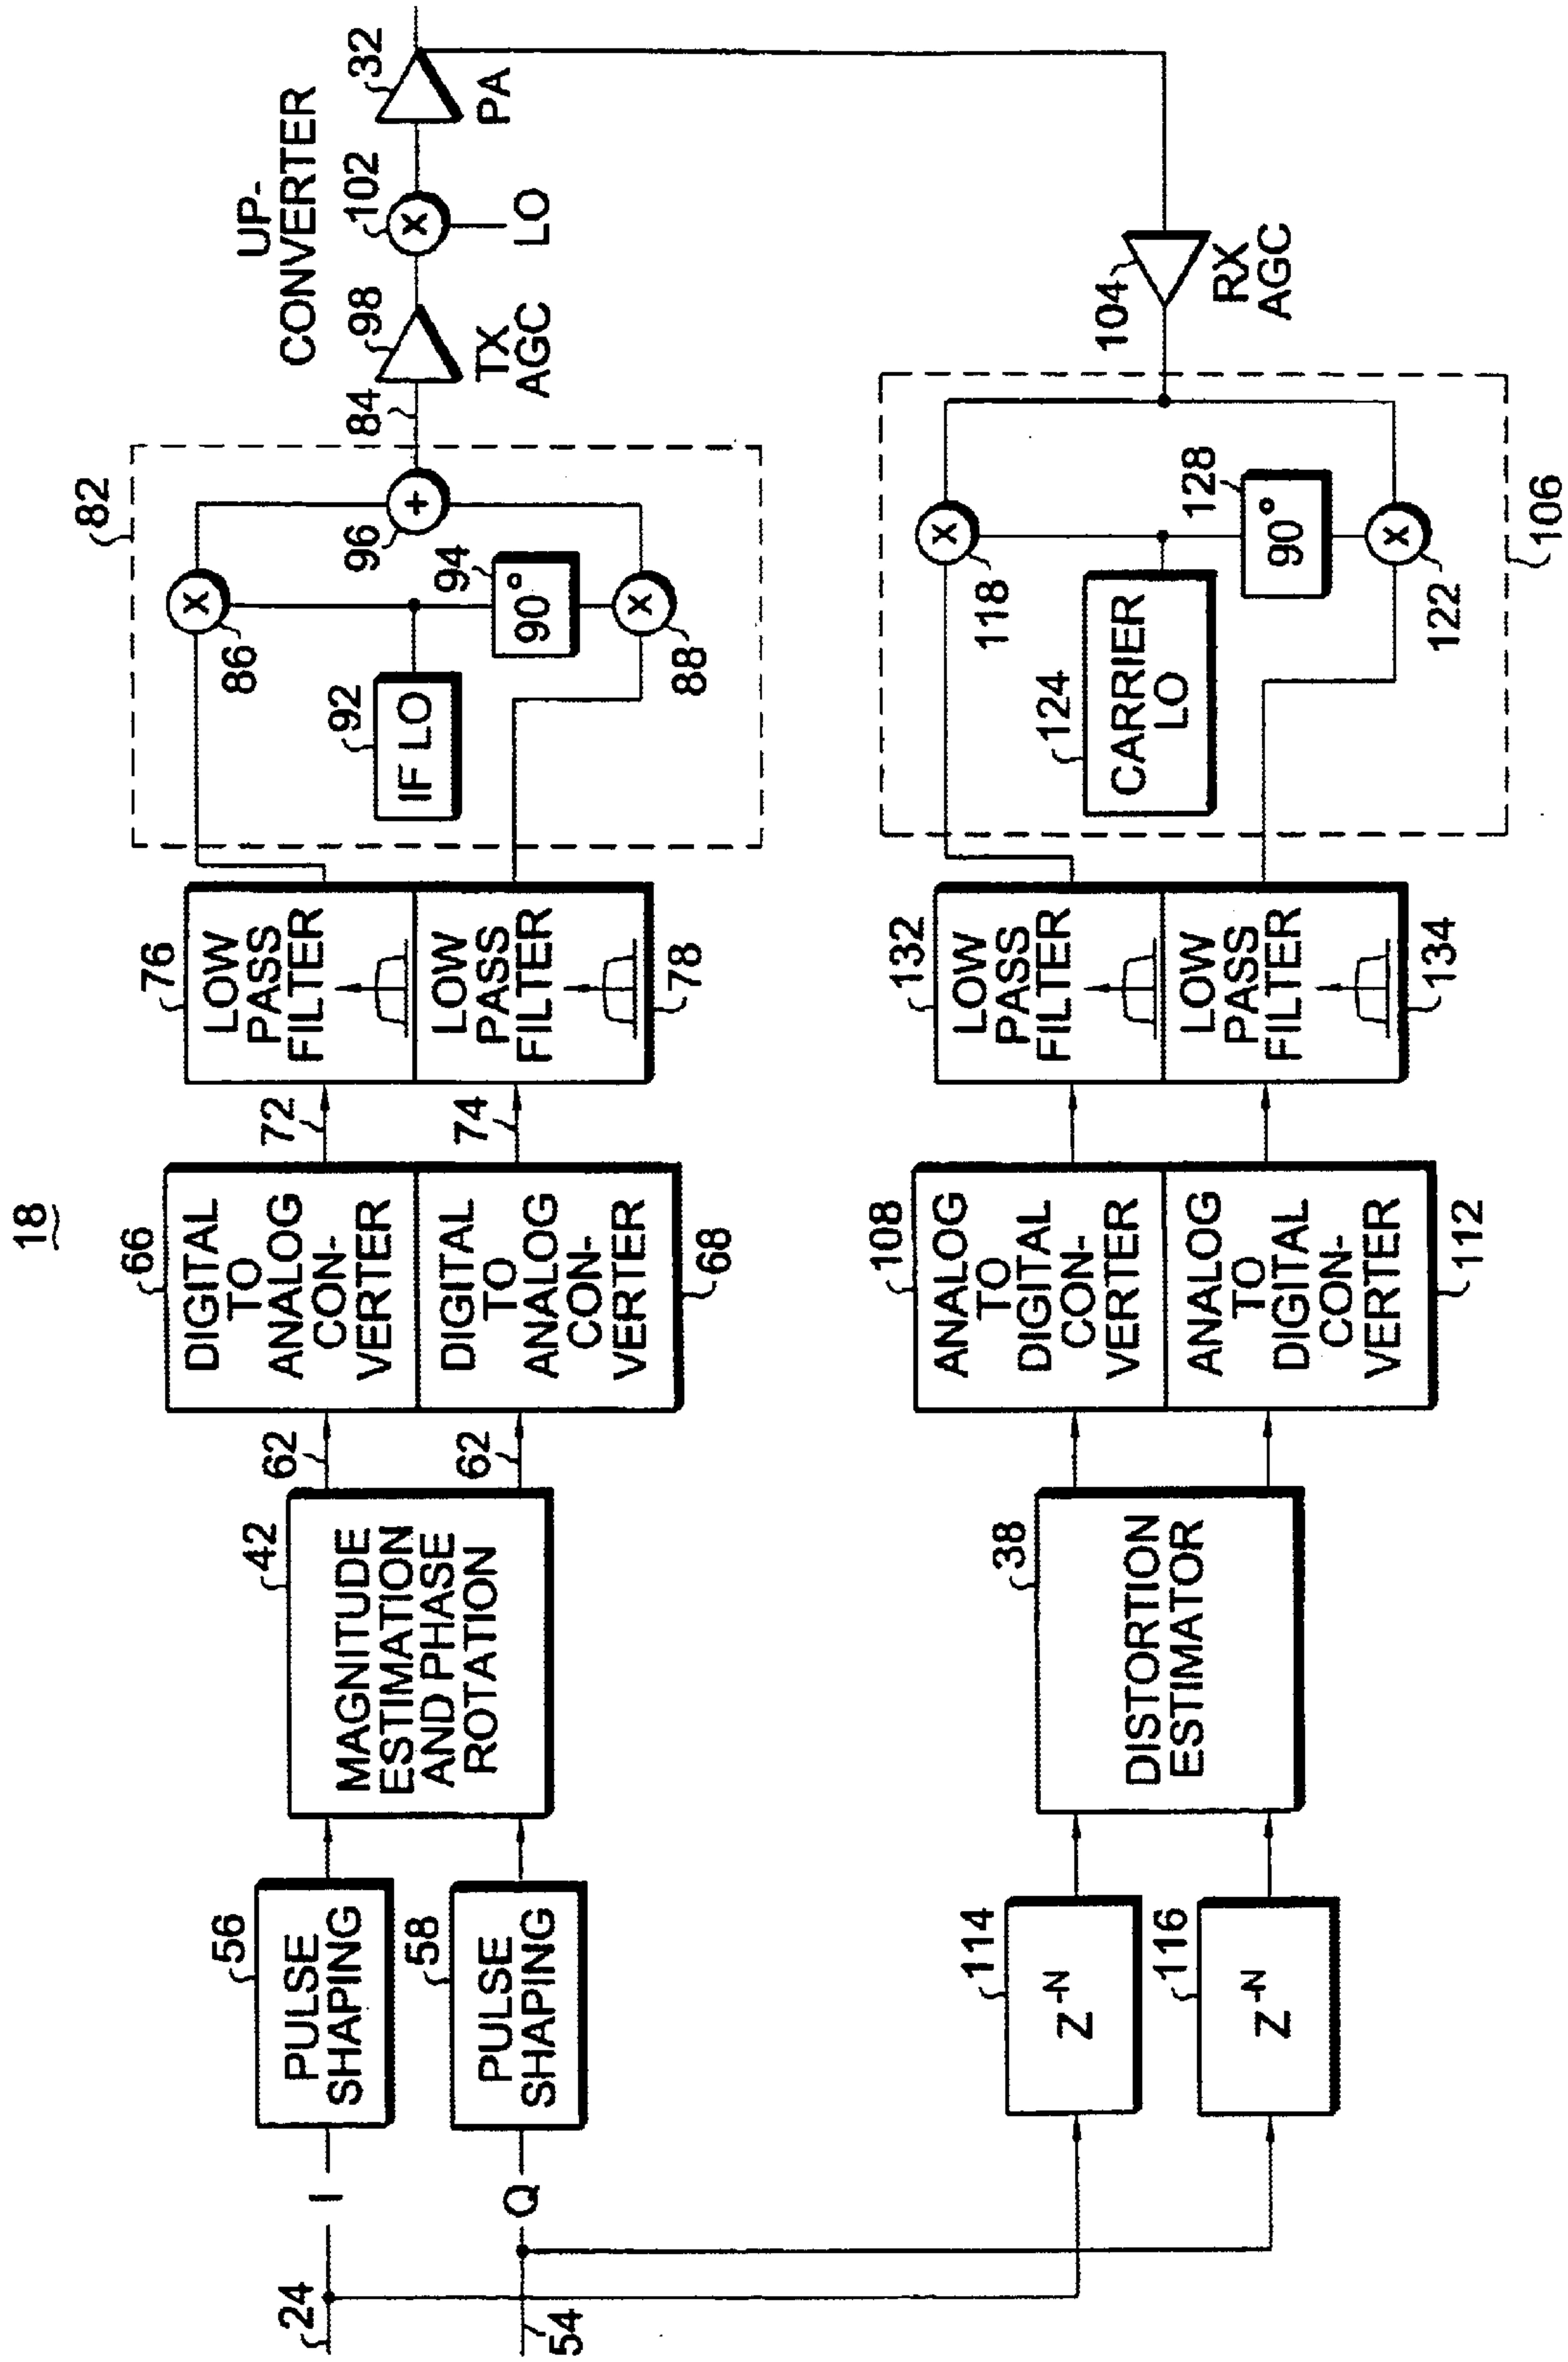 18
24
I
54
Q
56
PULSE
SHAPING
58
PULSE
SHAPING
42
MAGNITUDE
ESTIMATION
AND PHASE
ROTATION
62
62
66
DIGITAL
TO
ANALOG
CON-
VERTER
DIGITAL
TO
ANALOG
CON-
VERTER
68
72
74
76
LOW
PASS
FILTER
LOW
PASS
FILTER
78
82
86
92
IF LO
94
90°
88
96
+
X
X
84
98
TX
AGC
UP-
CONVERTER
102
X
LO
32
PA
114
Z-N
116
Z-N
38
DISTORTION
ESTIMATOR
108
ANALOG
TO
DIGITAL
CON-
VERTER
ANALOG
TO
DIGITAL
CON-
VERTER
112
132
LOW
PASS
FILTER
LOW
PASS
FILTER
134
118
X
124
CARRIER
LO
128
90°
122
X
106
104
RX
AGC